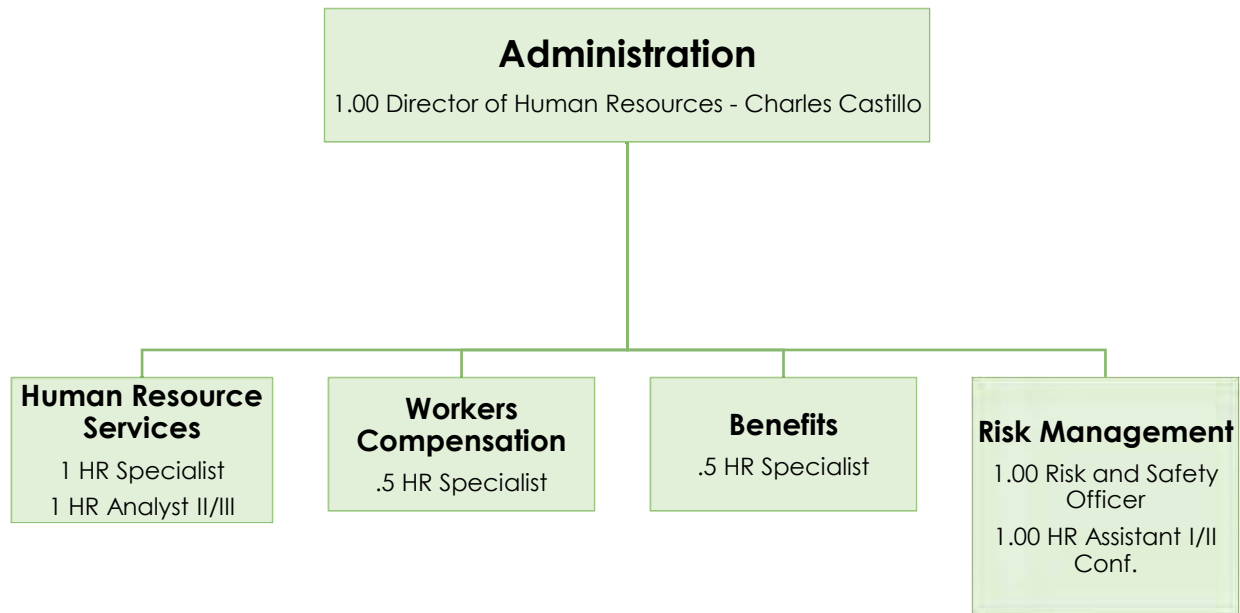 Administration
1.00 Director of Human Resources - Charles Castillo
Human Resource
Services
1 HR Specialist
1 HR Analyst II/III
Workers
Compensation
.5 HR Specialist
Benefits
.5 HR Specialist
Risk Management
1.00 Risk and Safety
Officer
1.00 HR Assistant I/II
Conf.